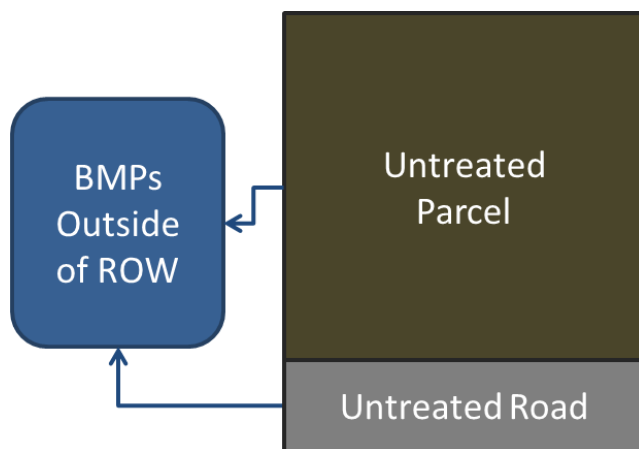 BMPs
Outside
of ROW
Untreated
Parcel
Untreated Road